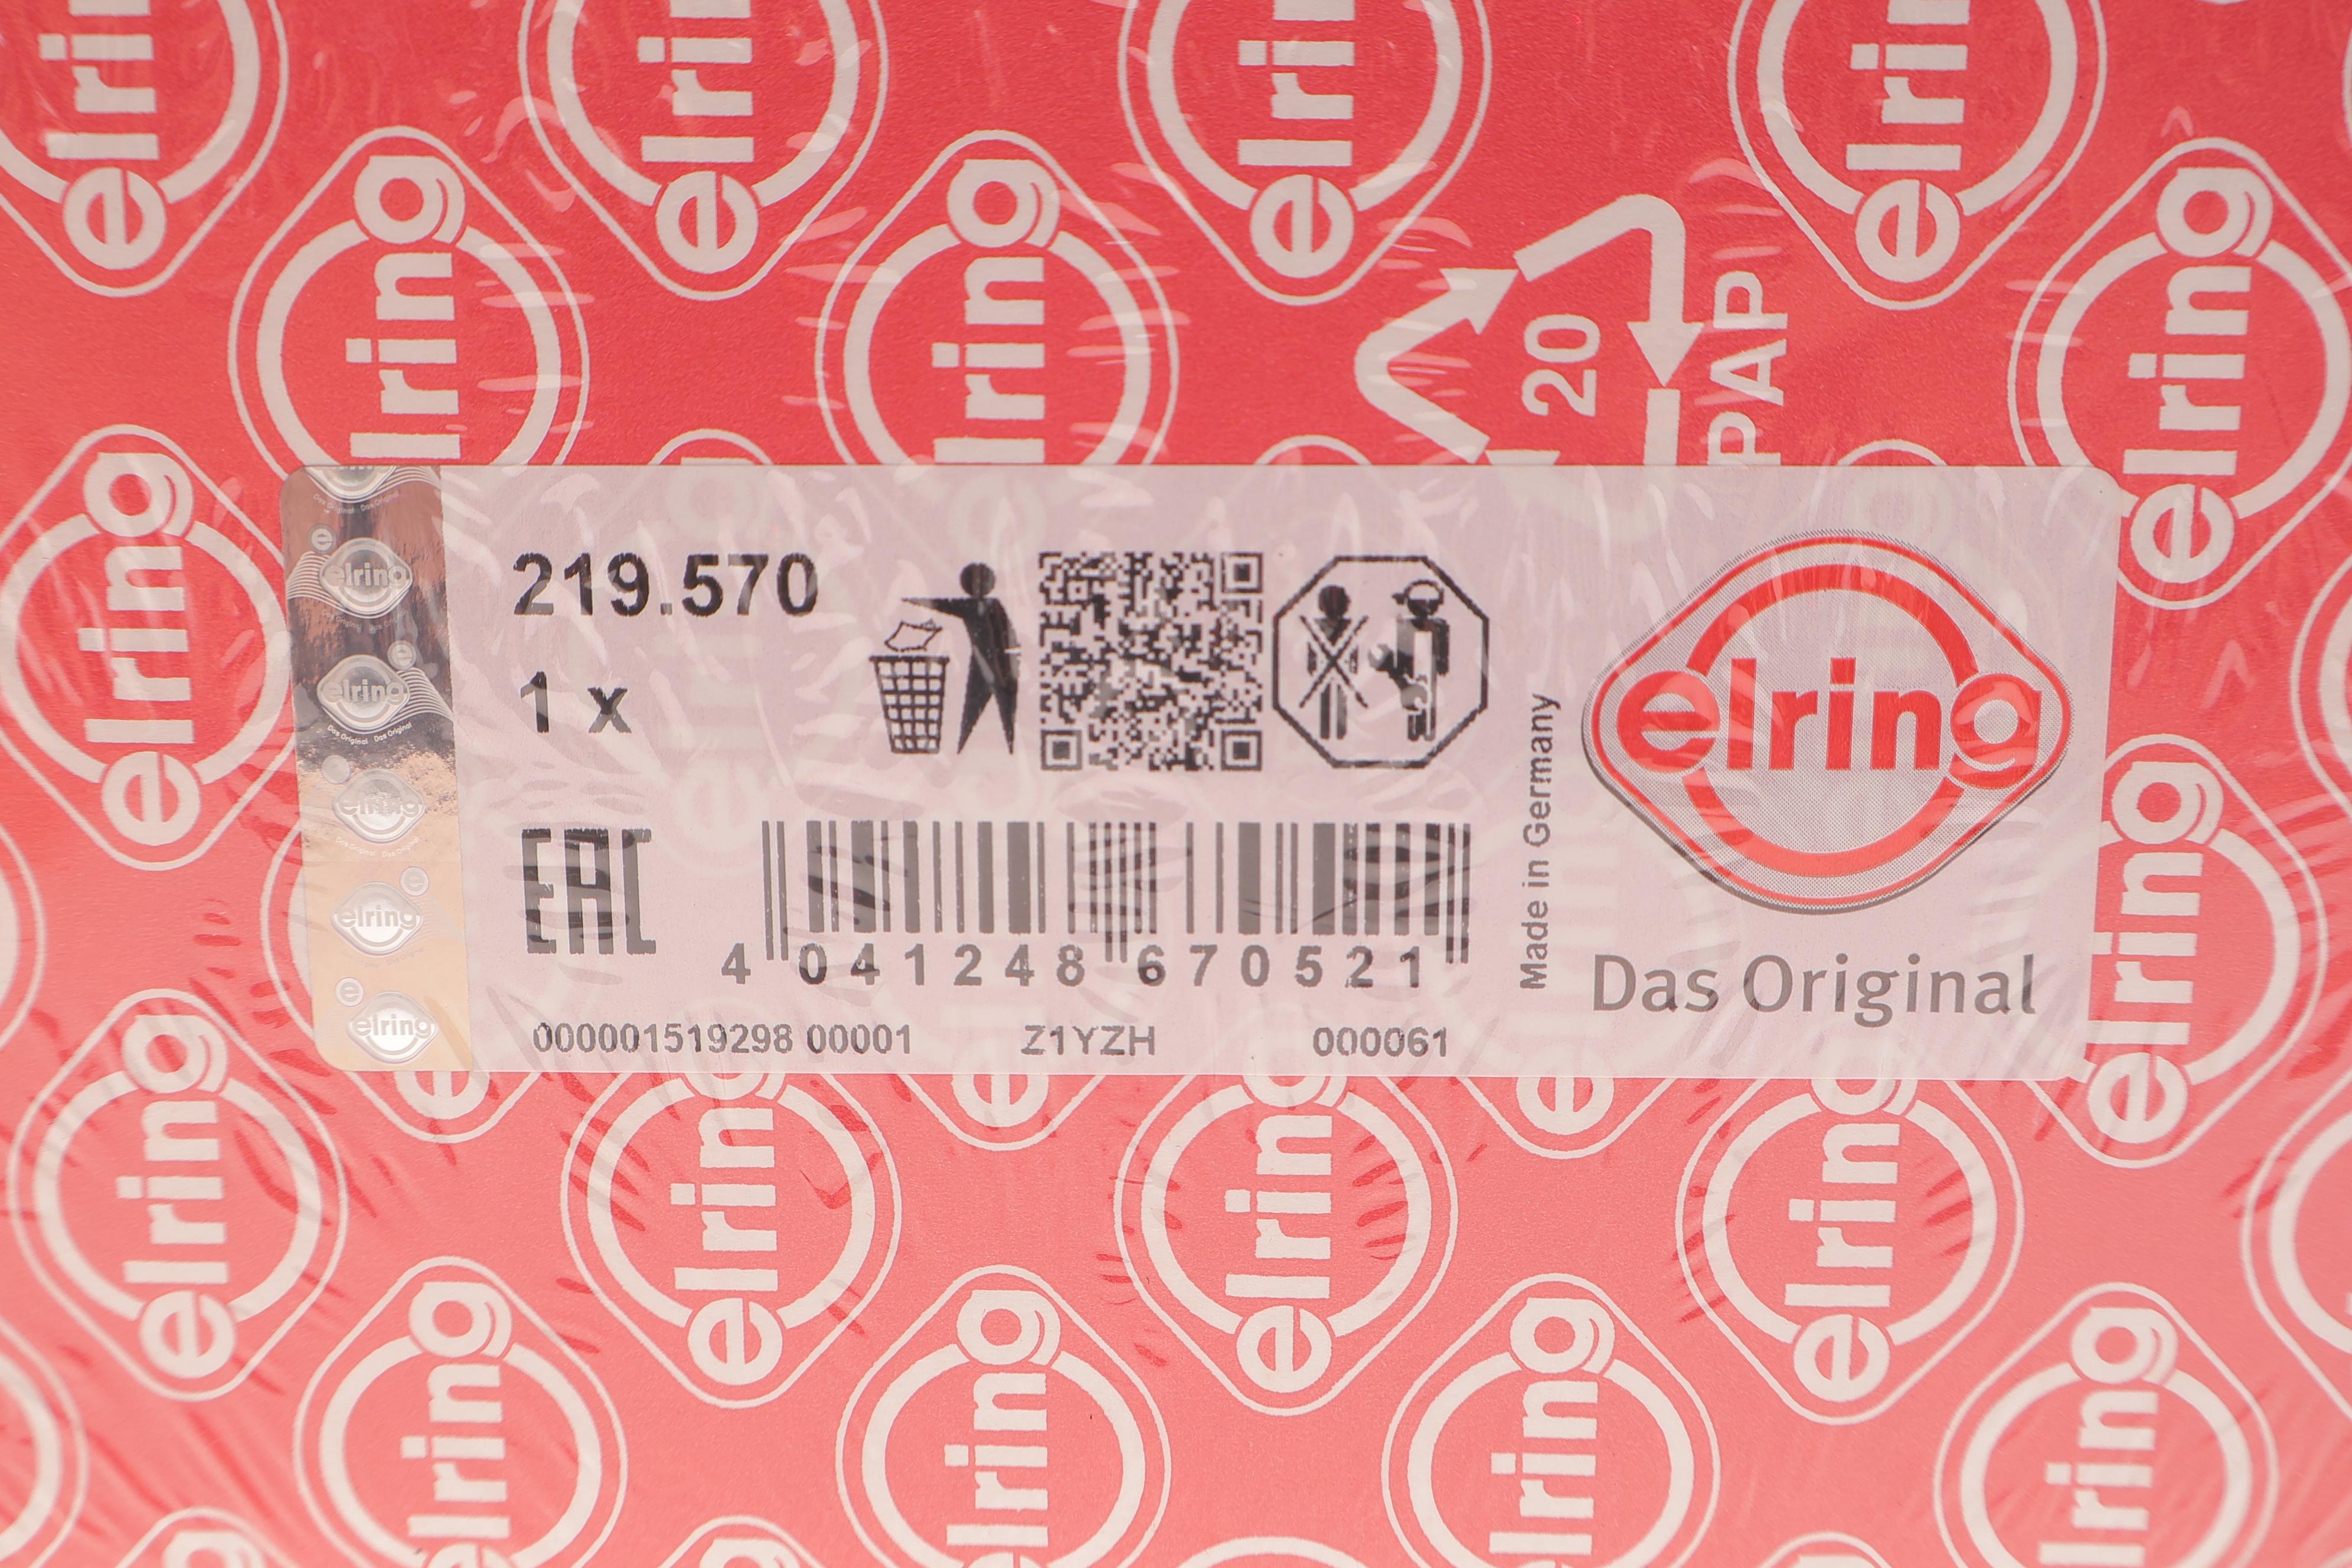 20
PAP
219.570
1 x
EAC
4 041248 670521
000001519298 00001 Z1YZH 000061
Made in Germany
elring
Das Original